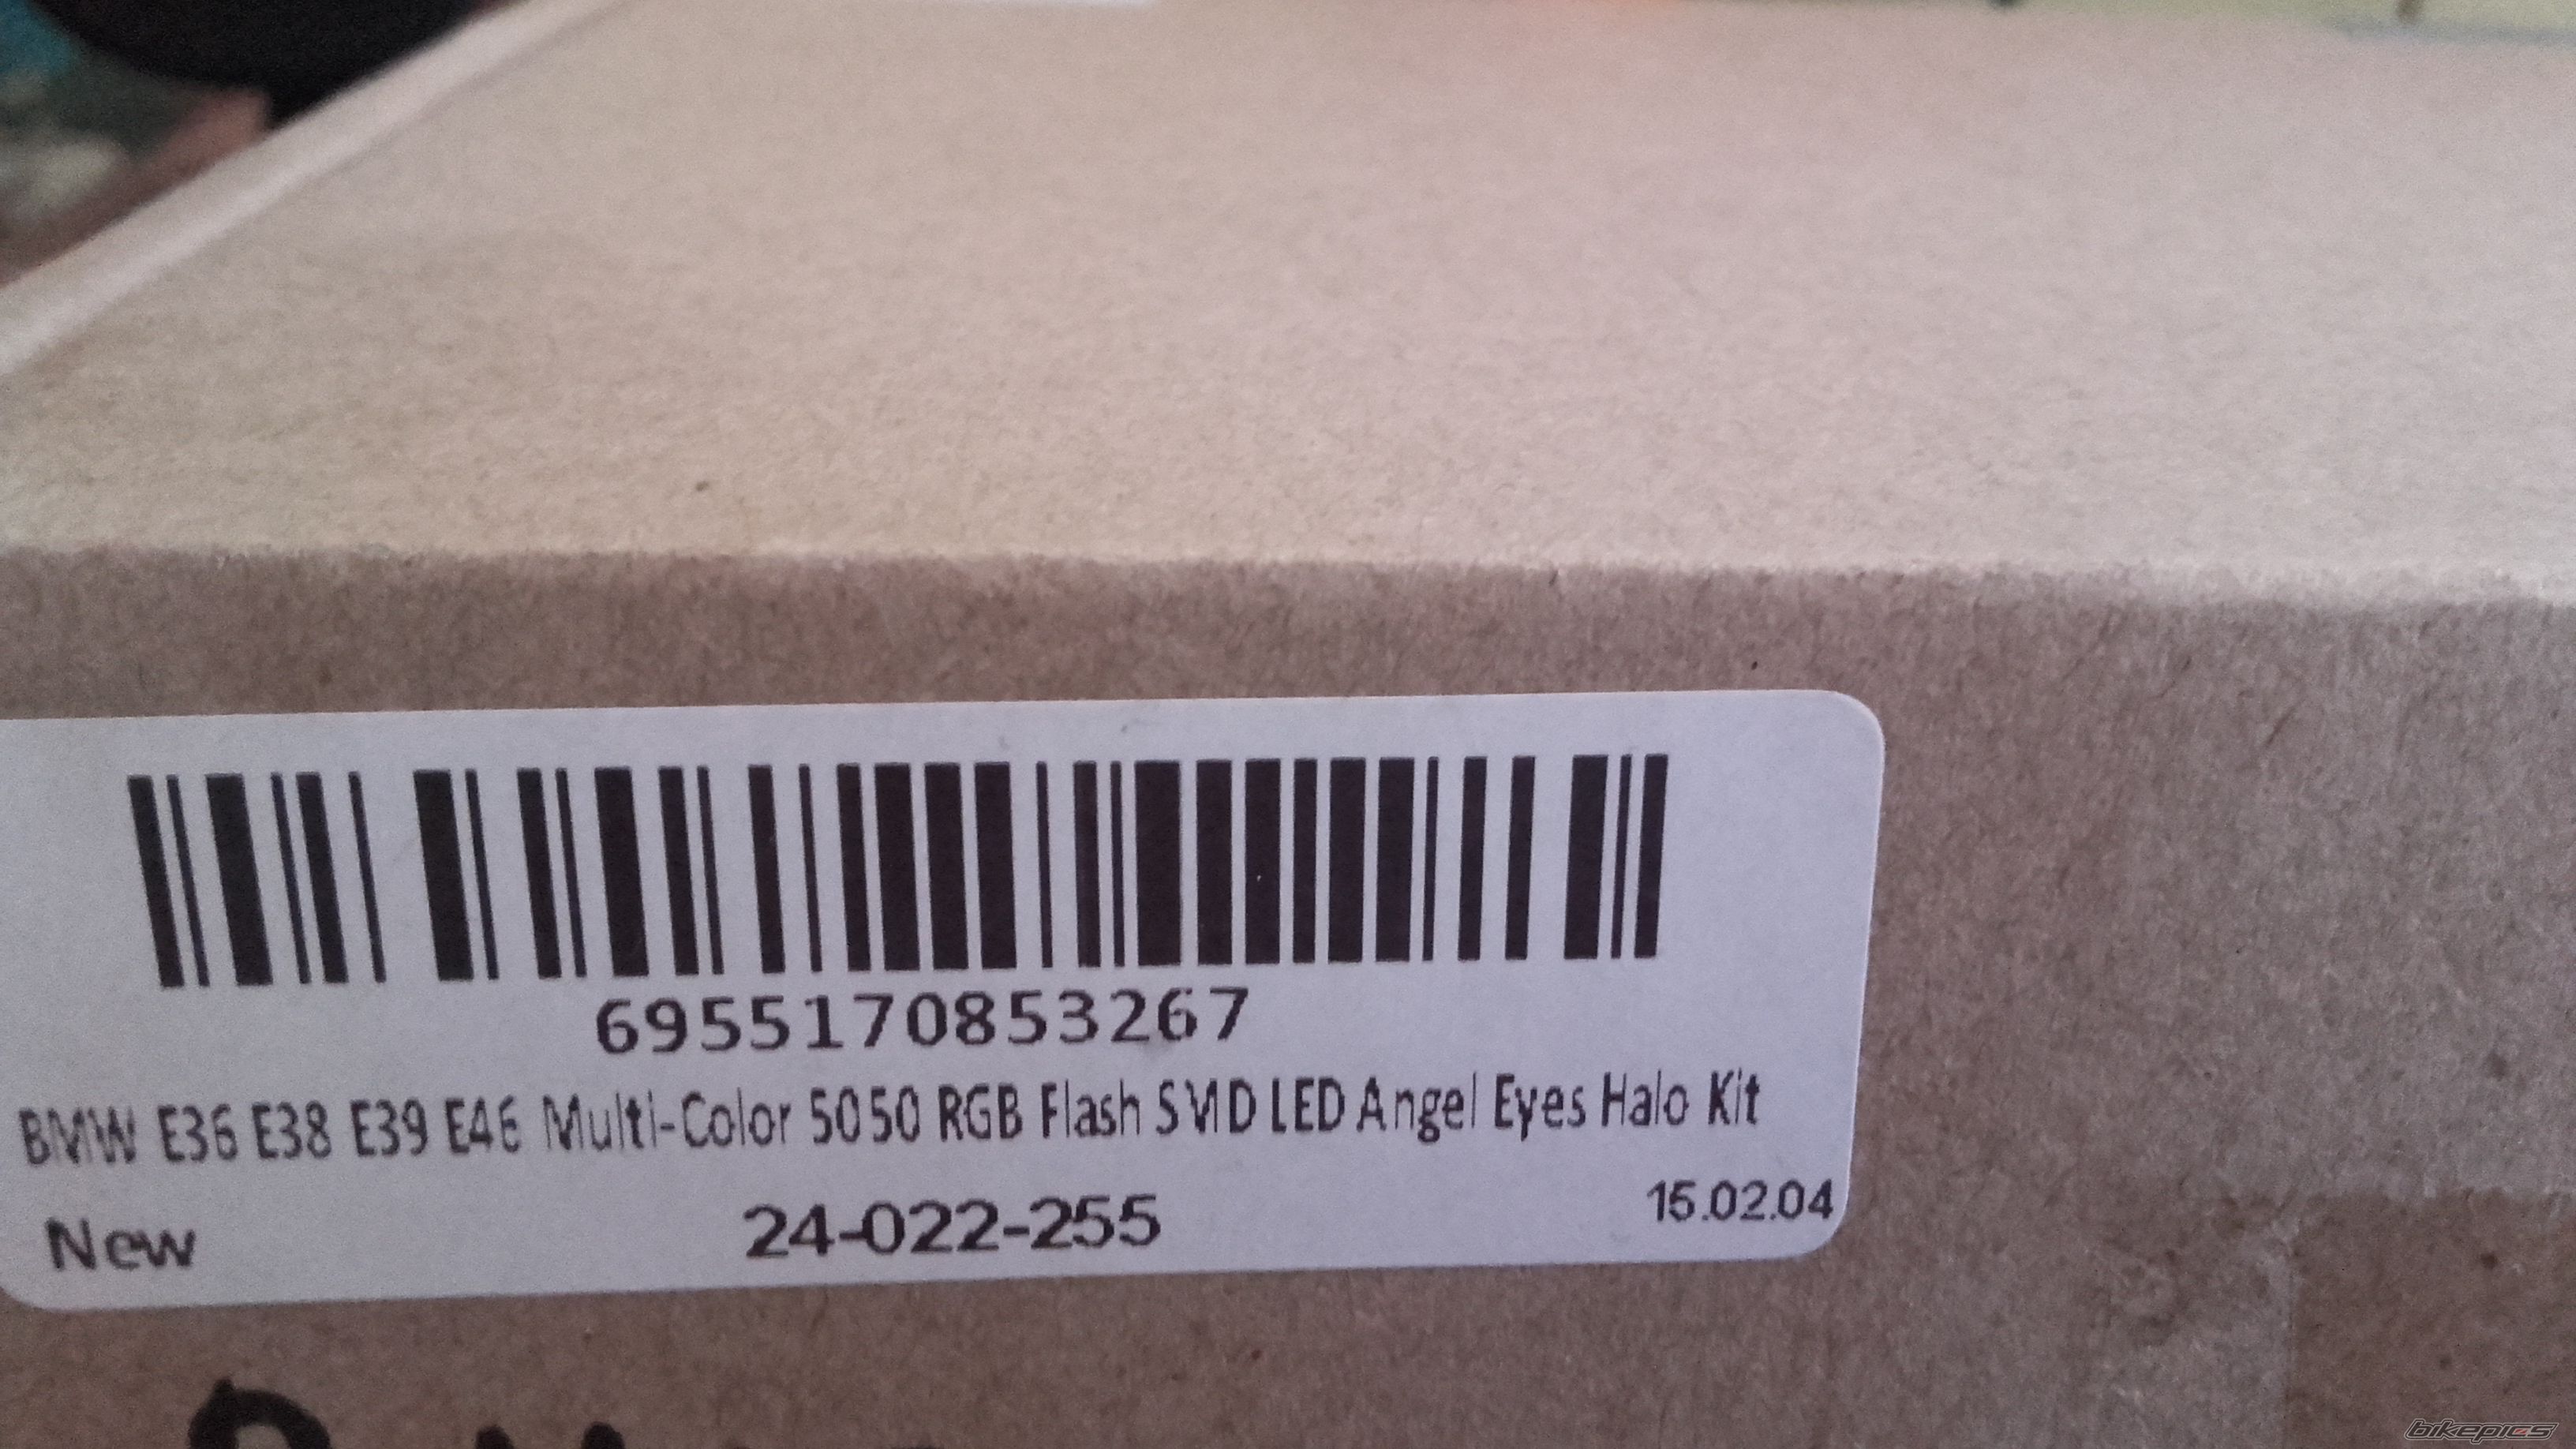 6955170853267
BMW E36 E38 E39 E46 Multi-Color 5050 RGB Flash SMD LED Angel Eyes Halo Kit
New 24-022-255 15.02.04
bikepics